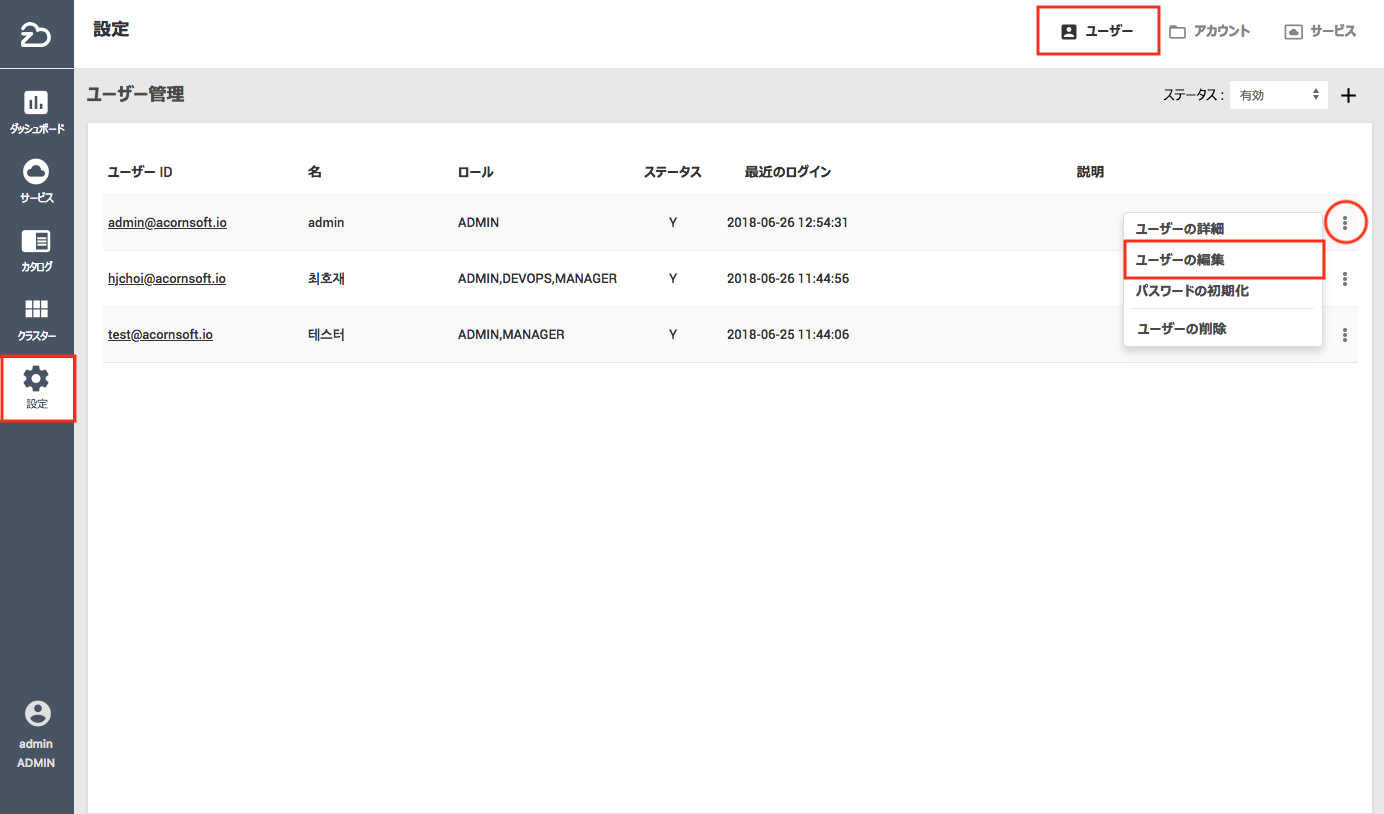 設定
ユーザー
アカウント
サービス
ユーザー管理
ステータス :
有効
ダッシュボード
サービス
カタログ
クラスター
設定
admin
ADMIN
ユーザー ID 名 ロール ステータス 最近のログイン 説明
admin@acornsoft.io admin ADMIN Y 2018-06-26 12:54:31
hjchoi@acornsoft.io 최호재 ADMIN,DEVOPS,MANAGER Y 2018-06-26 11:44:56
test@acornsoft.io 테스터 ADMIN,MANAGER Y 2018-06-25 11:44:06
ユーザーの詳細
ユーザーの編集
パスワードの初期化
ユーザーの削除